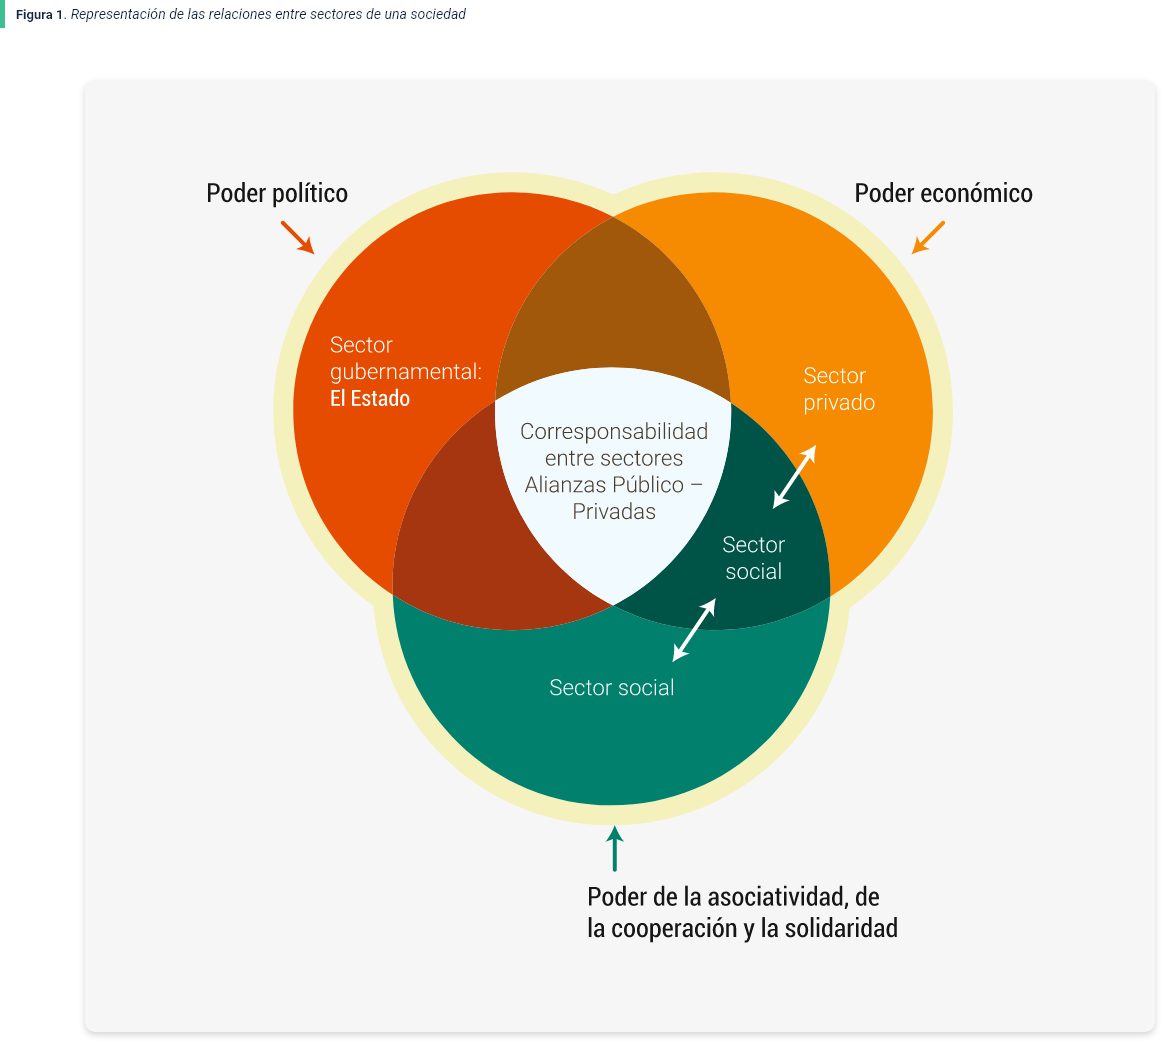 Figura 1. Representación de las relaciones entre sectores de una sociedad
Poder político
Poder económico
Sector
gubernamental:
El Estado
Sector
privado
Corresponsabilidad
entre sectores
Alianzas Público –
Privadas
Sector
social
Sector social
Poder de la asociatividad, de
la cooperación y la solidaridad